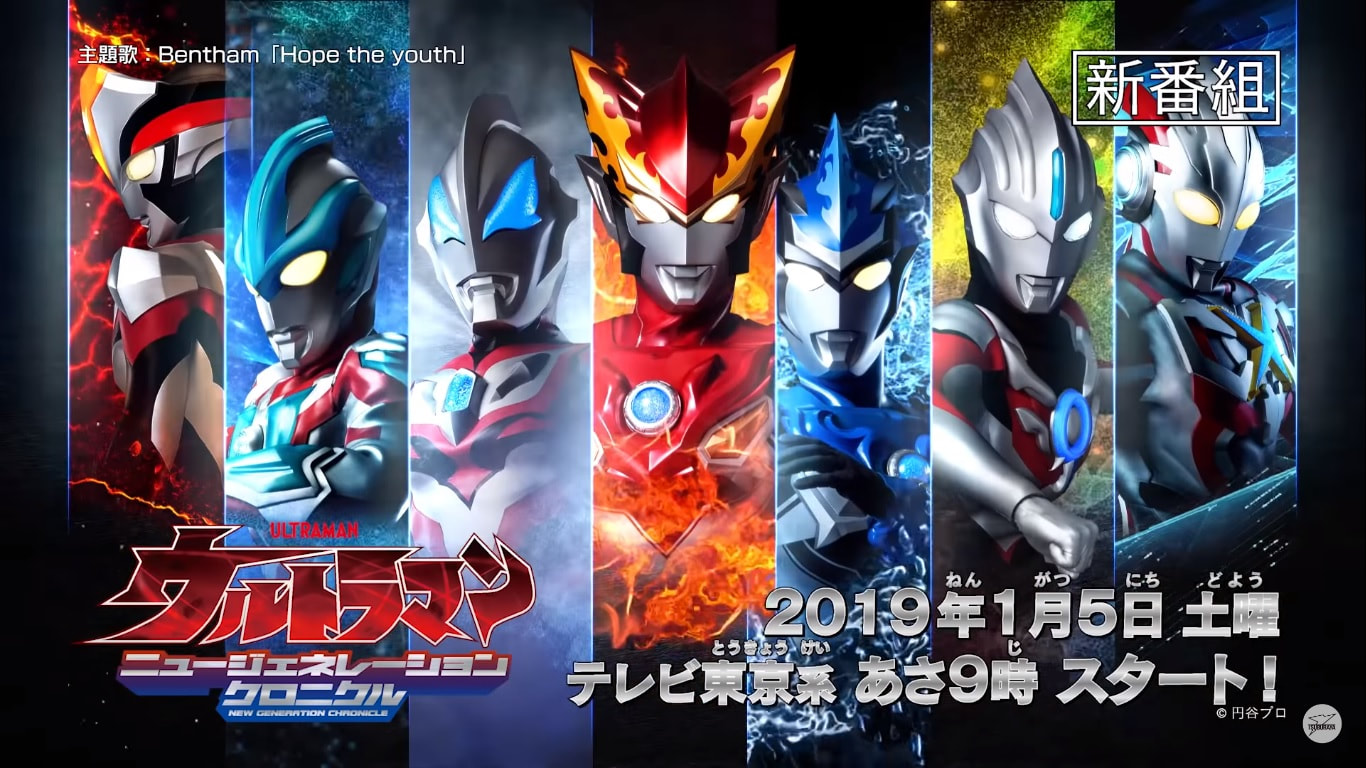 主題歌：Bentham「Hope the youth」
新番組
ULTRAMAN
ウルトラマン
ニュージェネレーション
クロニクル
NEW GENERATION CHRONICLE
ねん がつ にち どよう
2019年1月5日 土曜
とうきょう けい じ
テレビ東京系 あさ9時 スタート！
© 円谷プロ
TSUBURAYA